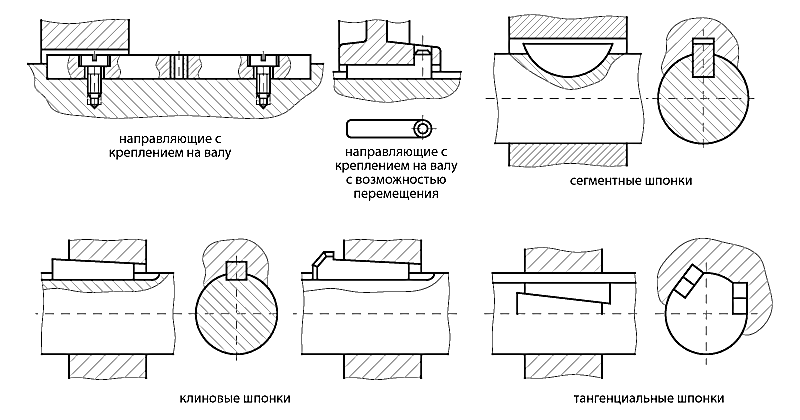 направляющие с
креплением на валу
направляющие с
креплением на валу
с возможностью
перемещения
сегментные шпонки
клиновые шпонки
тангенциальные шпонки